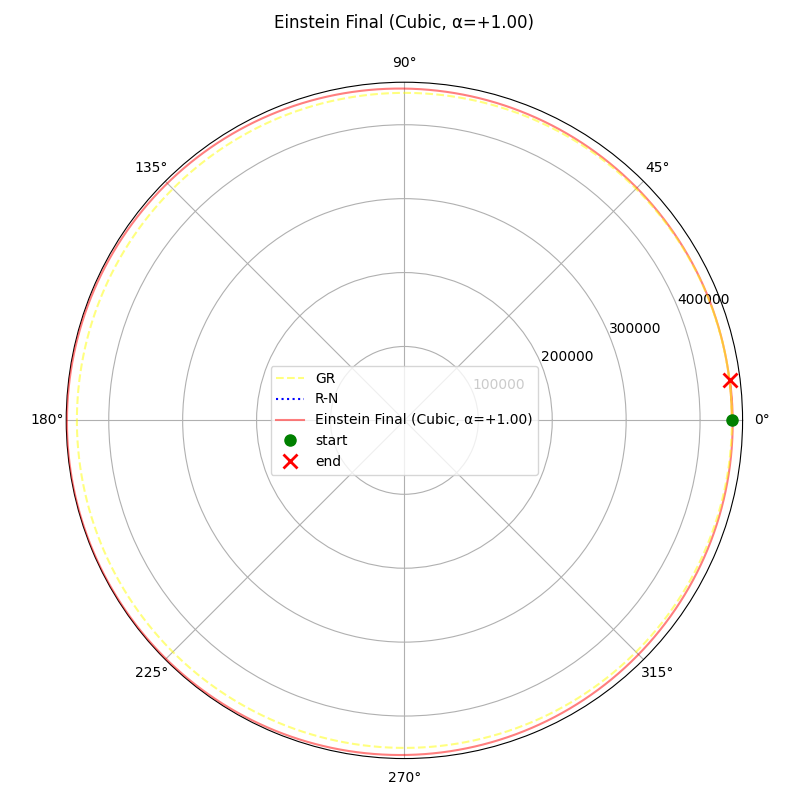 Einstein Final (Cubic, α=+1.00)
90°
135°
45°
400000
300000
200000
100000
GR
R-N
180°
Einstein Final (Cubic, α=+1.00)
0°
start
end
225°
315°
270°